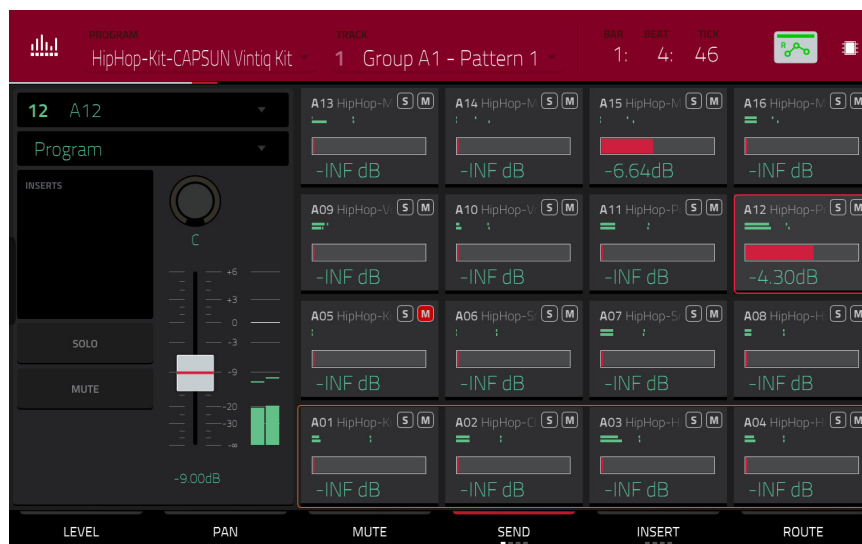 PROGRAM TRACK BAR BEAT TICK
HipHop-Kit-CAPSUN Vintiq Kit 1 Group A1 - Pattern 1 1: 4: 46
R
12 A12
Program
INSERTS
C
+6
+3
0
-3
-9
-20
-30
-∞
SOLO
MUTE
-9.00dB
A13 HipHop-M S M A14 HipHop-M S M A15 HipHop-M S M A16 HipHop-M S M
-INF dB -INF dB -6.64dB -INF dB
A09 HipHop-V S M A10 HipHop-V S M A11 HipHop-P S M A12 HipHop-P S M
-INF dB -INF dB -INF dB -4.30dB
A05 HipHop-K S M A06 HipHop-S S M A07 HipHop-S S M A08 HipHop-H S M
-INF dB -INF dB -INF dB -INF dB
A01 HipHop-K S M A02 HipHop-C S M A03 HipHop-H S M A04 HipHop-H S M
-INF dB -INF dB -INF dB -INF dB
LEVEL PAN MUTE SEND INSERT ROUTE